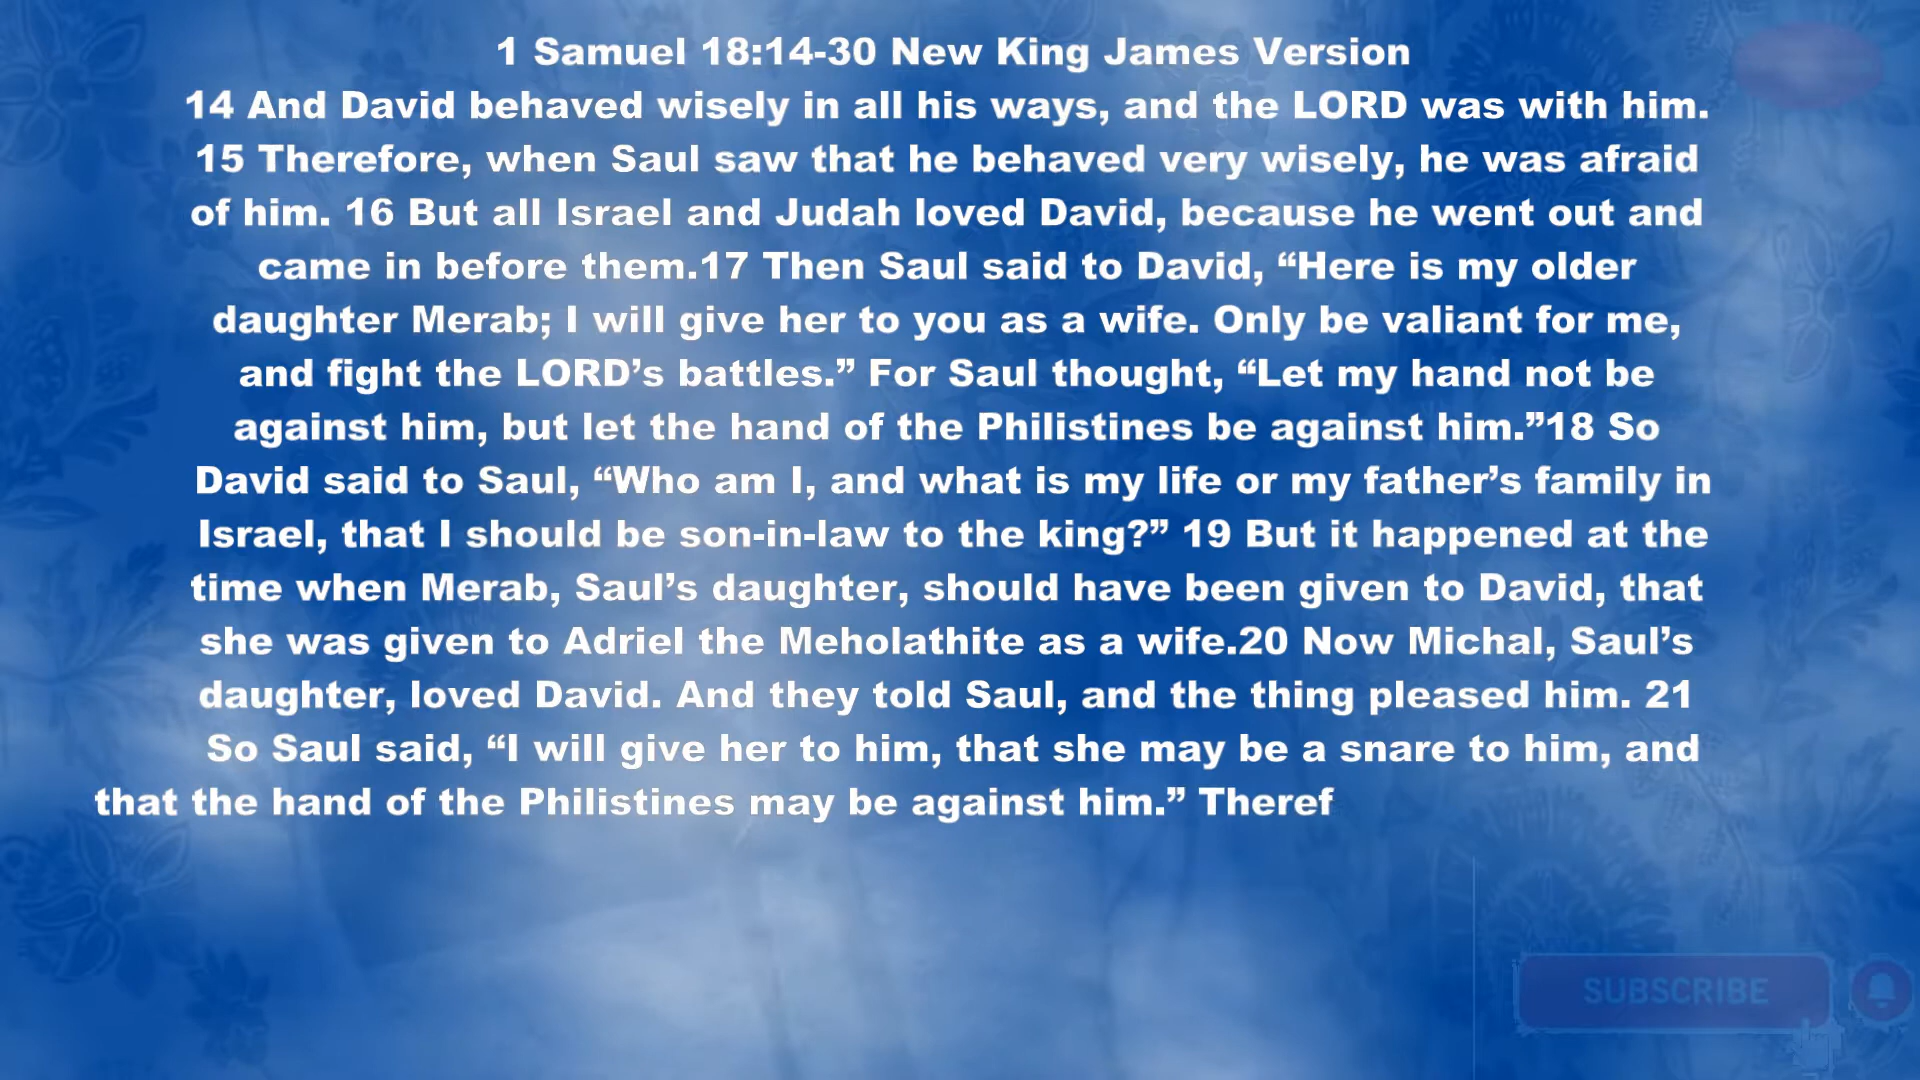 1 Samuel 18:14-30 New King James Version
14 And David behaved wisely in all his ways, and the LORD was with him.
15 Therefore, when Saul saw that he behaved very wisely, he was afraid
of him. 16 But all Israel and Judah loved David, because he went out and
came in before them.17 Then Saul said to David, “Here is my older
daughter Merab; I will give her to you as a wife. Only be valiant for me,
and fight the LORD’s battles.” For Saul thought, “Let my hand not be
against him, but let the hand of the Philistines be against him.”18 So
David said to Saul, “Who am I, and what is my life or my father’s family in
Israel, that I should be son-in-law to the king?” 19 But it happened at the
time when Merab, Saul’s daughter, should have been given to David, that
she was given to Adriel the Meholathite as a wife.20 Now Michal, Saul’s
daughter, loved David. And they told Saul, and the thing pleased him. 21
So Saul said, “I will give her to him, that she may be a snare to him, and
that the hand of the Philistines may be against him.” Theref
SUBSCRIBE